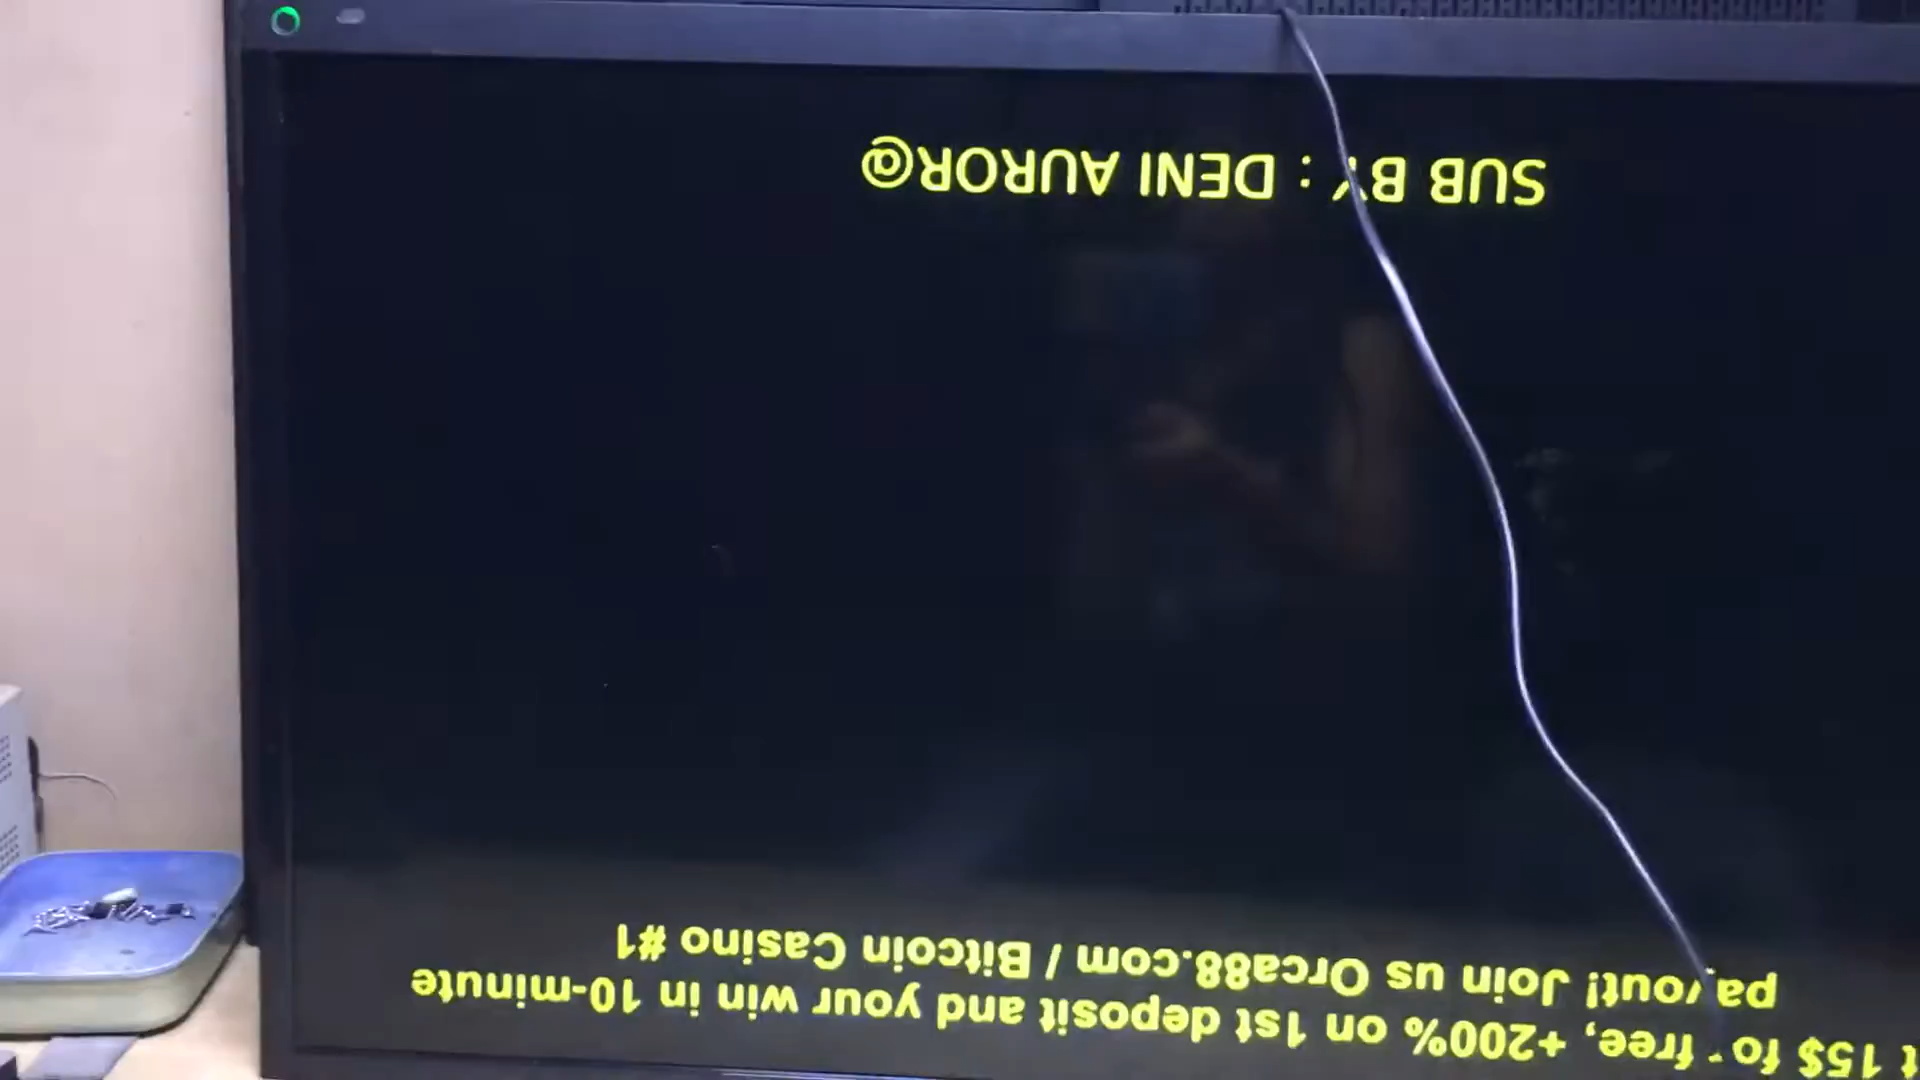 t 15$ for free, +200% on 1st deposit and your win in 10-minute
payout! Join us Orca88.com / Bitcoin Casino #1
SUB BY : DENI AUROR@